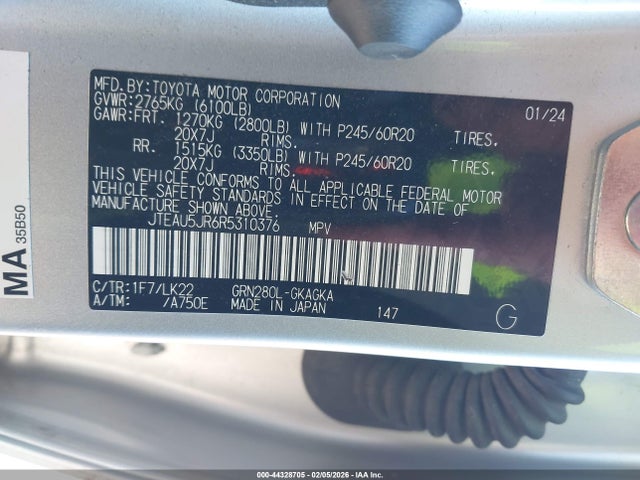 MFD.BY:TOYOTA MOTOR CORPORATION 01/24
GVWR:2765KG (6100LB)
GAWR:FRT. 1270KG (2800LB) WITH P245/60R20 TIRES,
20X7J RIMS.
RR. 1515KG (3350LB) WITH P245/60R20 TIRES,
20X7J RIMS.
THIS VEHICLE CONFORMS TO ALL APPLICABLE FEDERAL MOTOR
VEHICLE SAFETY STANDARDS IN EFFECT ON THE DATE OF
MANUFACTURE SHOWN ABOVE.
JTEAU5JR6R5310376 MPV
C/TR:1F7/LK22 GRN280L-GKAGKA
A/TM: /A750E MADE IN JAPAN 147 G
MA
35B50
000-44328705 - 02/05/2026 - IAA, Inc.